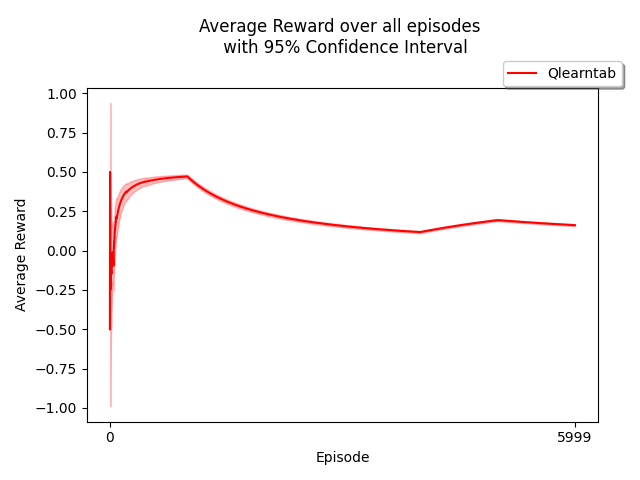 Average Reward over all episodes
with 95% Confidence Interval
Qlearntab
1.00
0.75
0.50
0.25
0.00
−0.25
−0.50
−0.75
−1.00
Average Reward
0
5999
Episode